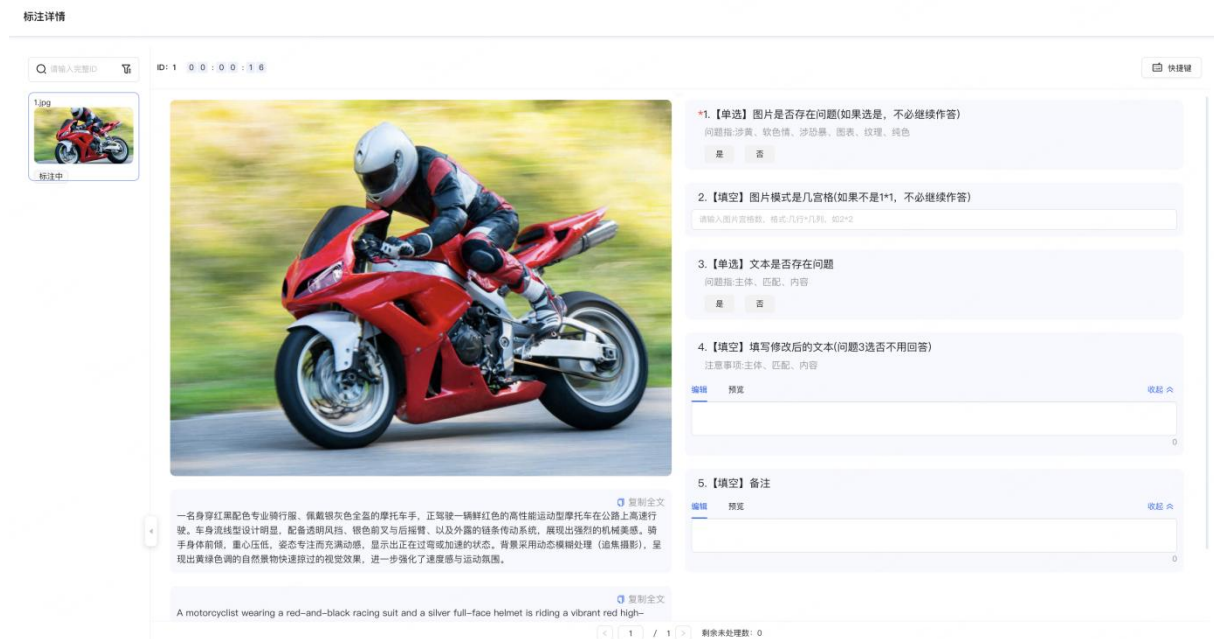 标注详情
请输入完整ID
ID: 1 00:00:16
快捷键
1.jpg
标注中
*1.【单选】图片是否存在问题(如果选是，不必继续作答)
问题指:涉黄、软色情、涉恐暴、图表、纹理、纯色
是 否
2.【填空】图片模式是几宫格(如果不是1*1，不必继续作答)
请输入图片宫格数，格式:几行*几列，如2*2
3.【单选】文本是否存在问题
问题指:主体、匹配、内容
是 否
4.【填空】填写修改后的文本(问题3选否不用回答)
注意事项:主体、匹配、内容
编辑 预览 收起
0
5.【填空】备注
编辑 预览 收起
0
复制全文
一名身穿红黑配色专业骑行服、佩戴银灰色全盔的摩托车手，正驾驶一辆鲜红色的高性能运动型摩托车在公路上高速行
驶。车身流线型设计明显，配备透明风挡、银色前叉与后摇臂、以及外露的链条传动系统，展现出强烈的机械美感。骑
手身体前倾，重心压低，姿态专注而充满动感，显示出正在过弯或加速的状态。背景采用动态模糊处理（追焦摄影），呈
现出黄绿色调的自然景物快速掠过的视觉效果，进一步强化了速度感与运动氛围。
复制全文
A motorcyclist wearing a red-and-black racing suit and a silver full-face helmet is riding a vibrant red high-
1 / 1 剩余未处理数：0